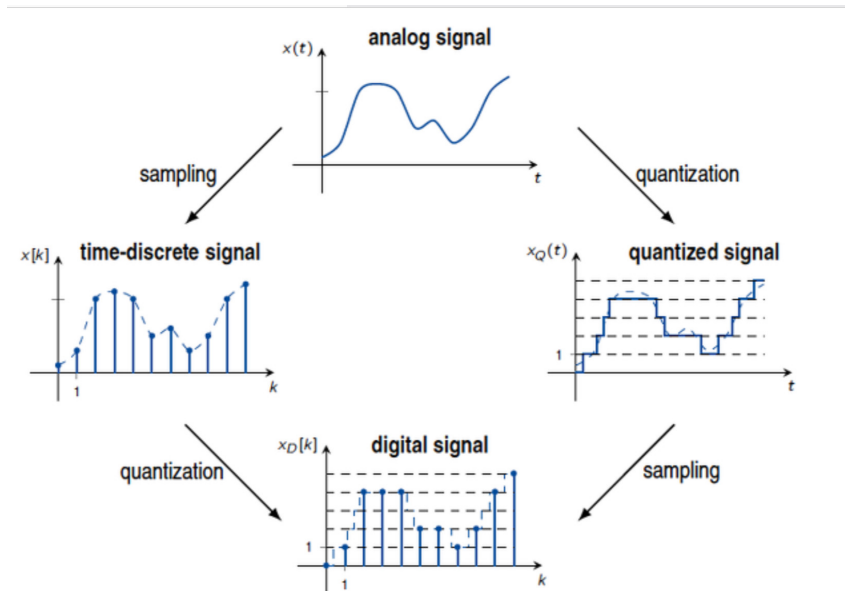 analog signal
x(t)
t
sampling
quantization
x[k]
time-discrete signal
1
k
x_Q(t)
quantized signal
1
t
quantization
x_D[k]
digital signal
sampling
1
1
k